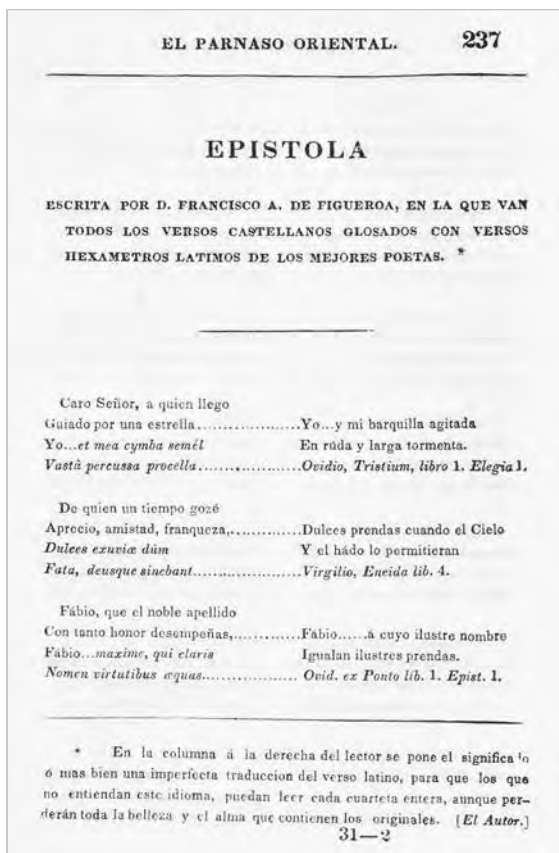 EL PARNASO ORIENTAL. 237
EPISTOLA
ESCRITA POR D. FRANCISCO A. DE FIGUEROA, EN LA QUE VAN
TODOS LOS VERSOS CASTELLANOS GLOSADOS CON VERSOS
HEXAMETROS LATIMOS DE LOS MEJORES POETAS. *
Caro Señor, a quien llego
Guiado por una estrella...................Yo...y mi barquilla agitada
Yo...et mea cymba semél En rúda y larga tormenta.
Vastâ percussa procella.....................Ovidio, Tristium, libro 1. Elegia 1.
De quien un tiempo gozé
Aprecio, amistad, franqueza,.............Dulces prendas cuando el Cielo
Dulces exuviæ dúm Y el hádo lo permitieran
Fata, deusque sinebant.....................Virgilio, Eneida lib. 4.
Fábio, que el noble apellido
Con tanto honor desempeñas,............Fábio......á cuyo ilustre nombre
Fábio...maxime, qui claris Igualan ilustres prendas.
Nomen virtutibus æquas.................. Ovid. ex Ponto lib. 1. Epist. 1.
* En la columna á la derecha del lector se pone el significa
ó mas bien una imperfecta traduccion del verso latino, para que los que
no entiendan este idioma, puedan leer cada cuarteta entera, aunque per-
derán toda la belleza y el alma que contienen los originales. [El Autor.]
31—2